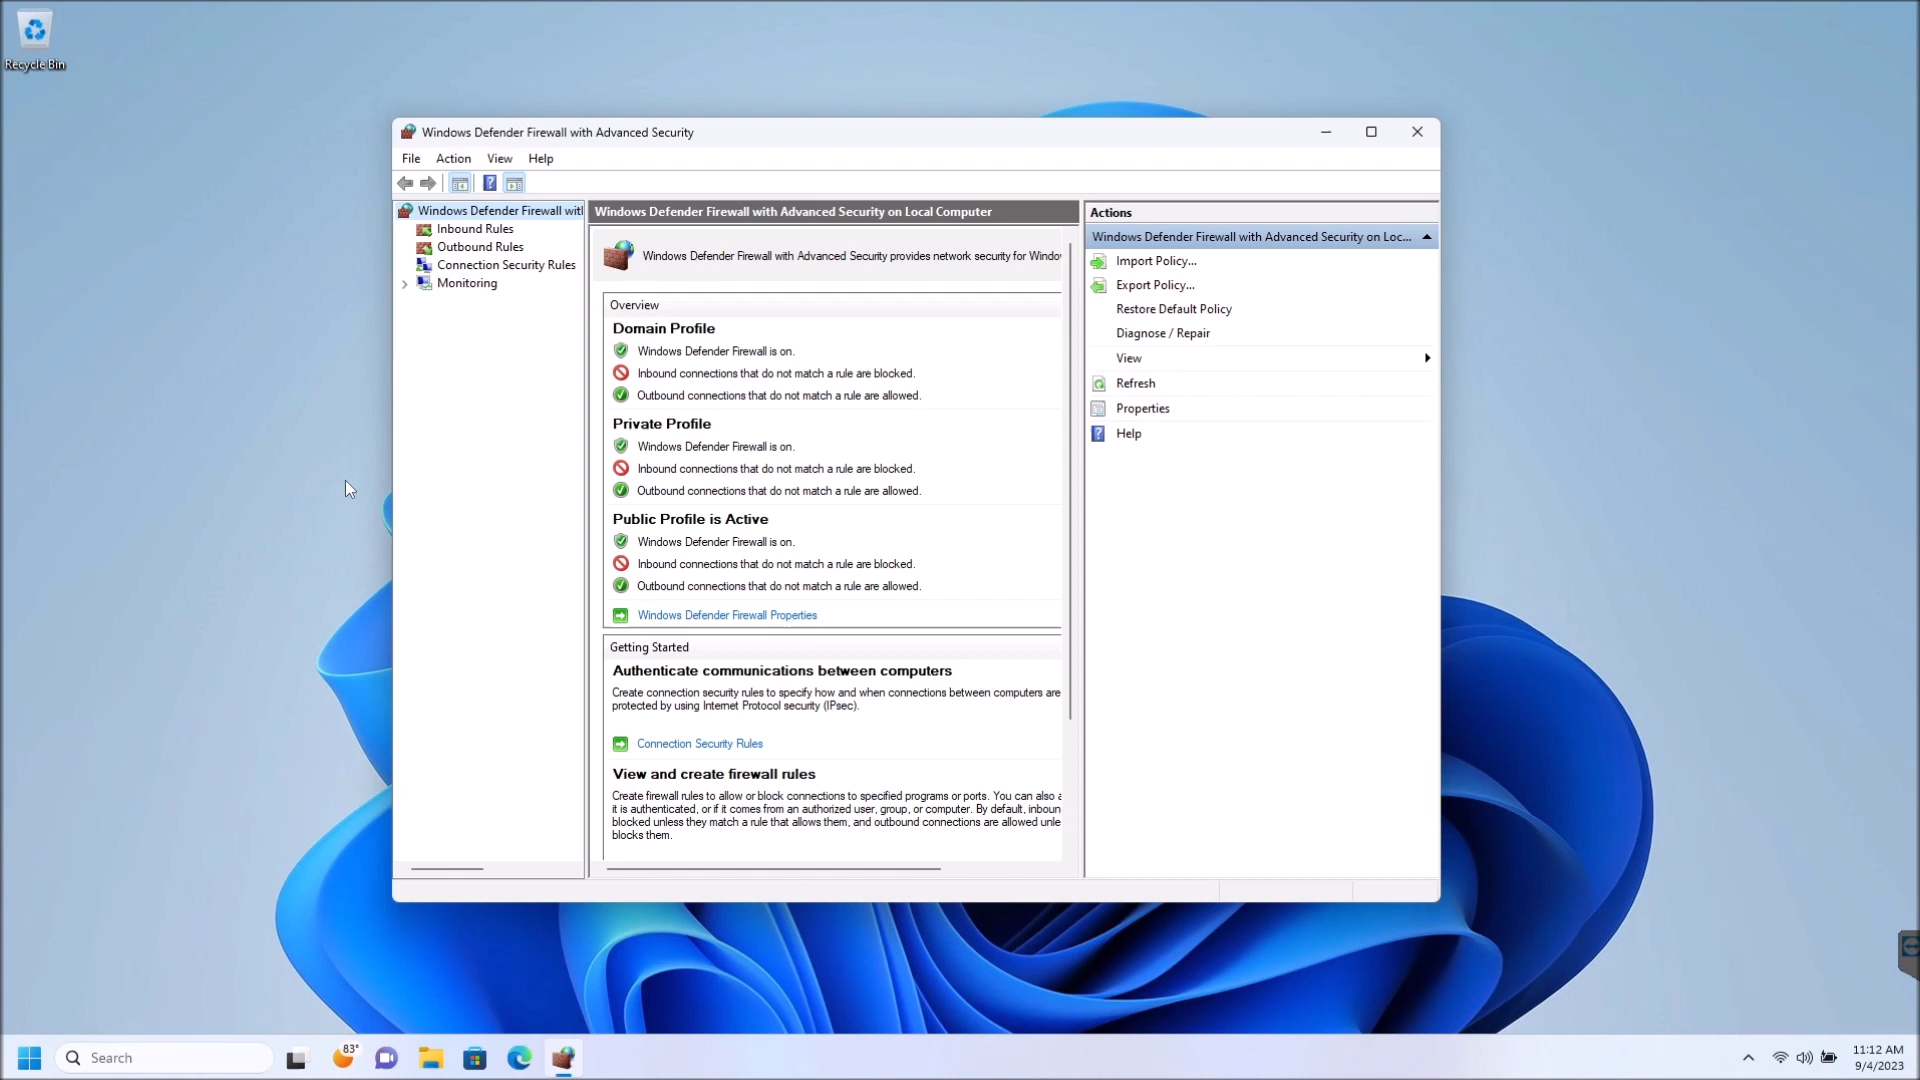 Recycle Bin
Windows Defender Firewall with Advanced Security
File Action View Help
Windows Defender Firewall wit
Inbound Rules
Outbound Rules
Connection Security Rules
Monitoring
Windows Defender Firewall with Advanced Security on Local Computer
Windows Defender Firewall with Advanced Security provides network security for Windo
Overview
Domain Profile
Windows Defender Firewall is on.
Inbound connections that do not match a rule are blocked.
Outbound connections that do not match a rule are allowed.
Private Profile
Windows Defender Firewall is on.
Inbound connections that do not match a rule are blocked.
Outbound connections that do not match a rule are allowed.
Public Profile is Active
Windows Defender Firewall is on.
Inbound connections that do not match a rule are blocked.
Outbound connections that do not match a rule are allowed.
Windows Defender Firewall Properties
Getting Started
Authenticate communications between computers
Create connection security rules to specify how and when connections between computers are
protected by using Internet Protocol security (IPsec).
Connection Security Rules
View and create firewall rules
Create firewall rules to allow or block connections to specified programs or ports. You can also a
it is authenticated, or if it comes from an authorized user, group, or computer. By default, inboun
blocked unless they match a rule that allows them, and outbound connections are allowed unle
blocks them.
Actions
Windows Defender Firewall with Advanced Security on Loc...
Import Policy...
Export Policy...
Restore Default Policy
Diagnose / Repair
View
Refresh
Properties
Help
Search
83°
11:12 AM
9/4/2023